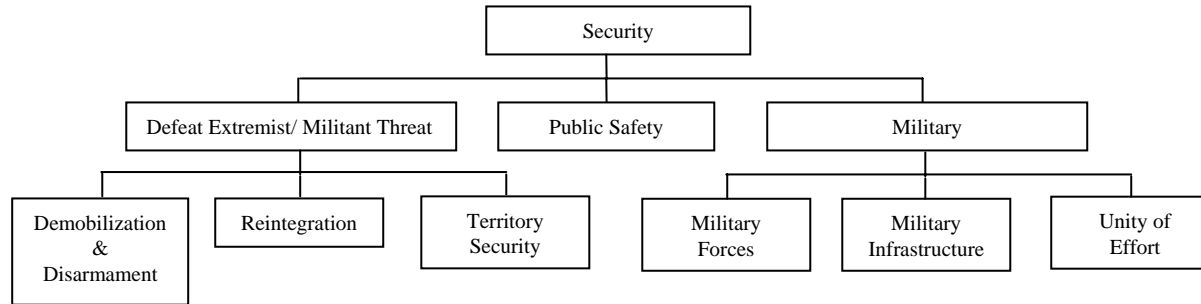 Security
Defeat Extremist/ Militant Threat
Public Safety
Military
Demobilization
&
Disarmament
Reintegration
Territory
Security
Military
Forces
Military
Infrastructure
Unity of
Effort